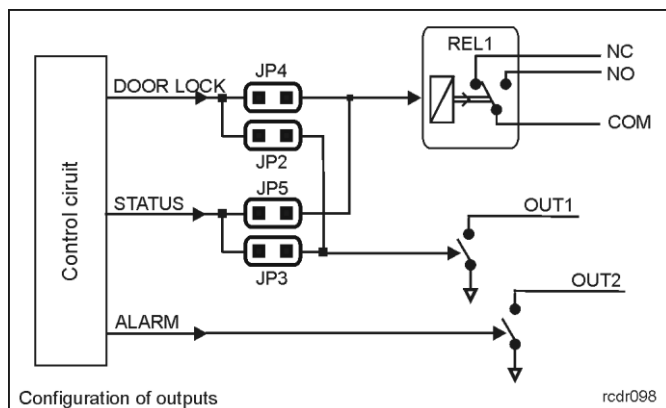 REL1
NC
NO
COM
JP4
DOOR LOCK
JP2
JP5
STATUS
JP3
OUT1
OUT2
ALARM
Control ciruit
Configuration of outputs
rcdr098